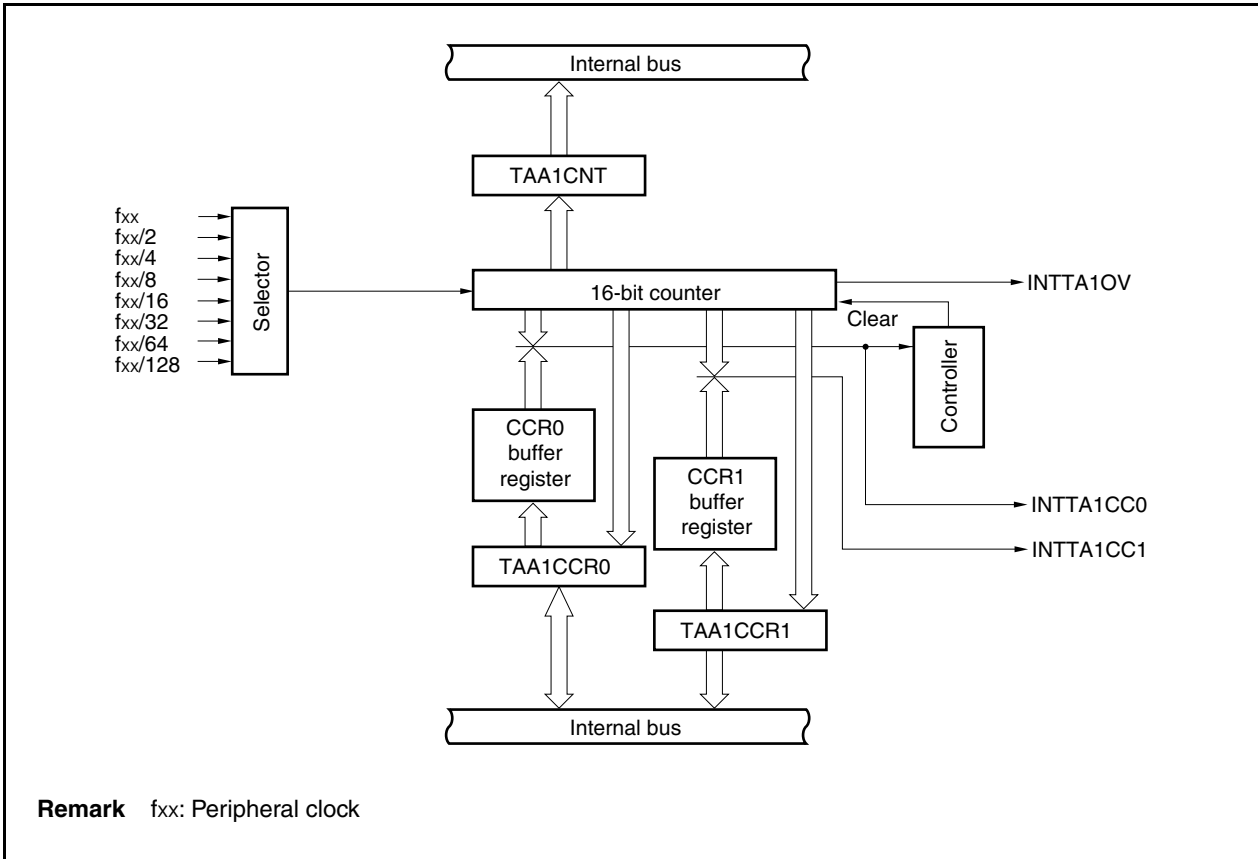 Internal bus
TAA1CNT
fxx
fxx/2
fxx/4
fxx/8
fxx/16
fxx/32
fxx/64
fxx/128
Selector
16-bit counter
INTTA1OV
Clear
Controller
CCR0
buffer
register
CCR1
buffer
register
INTTA1CC0
INTTA1CC1
TAA1CCR0
TAA1CCR1
Internal bus
Remark fxx: Peripheral clock